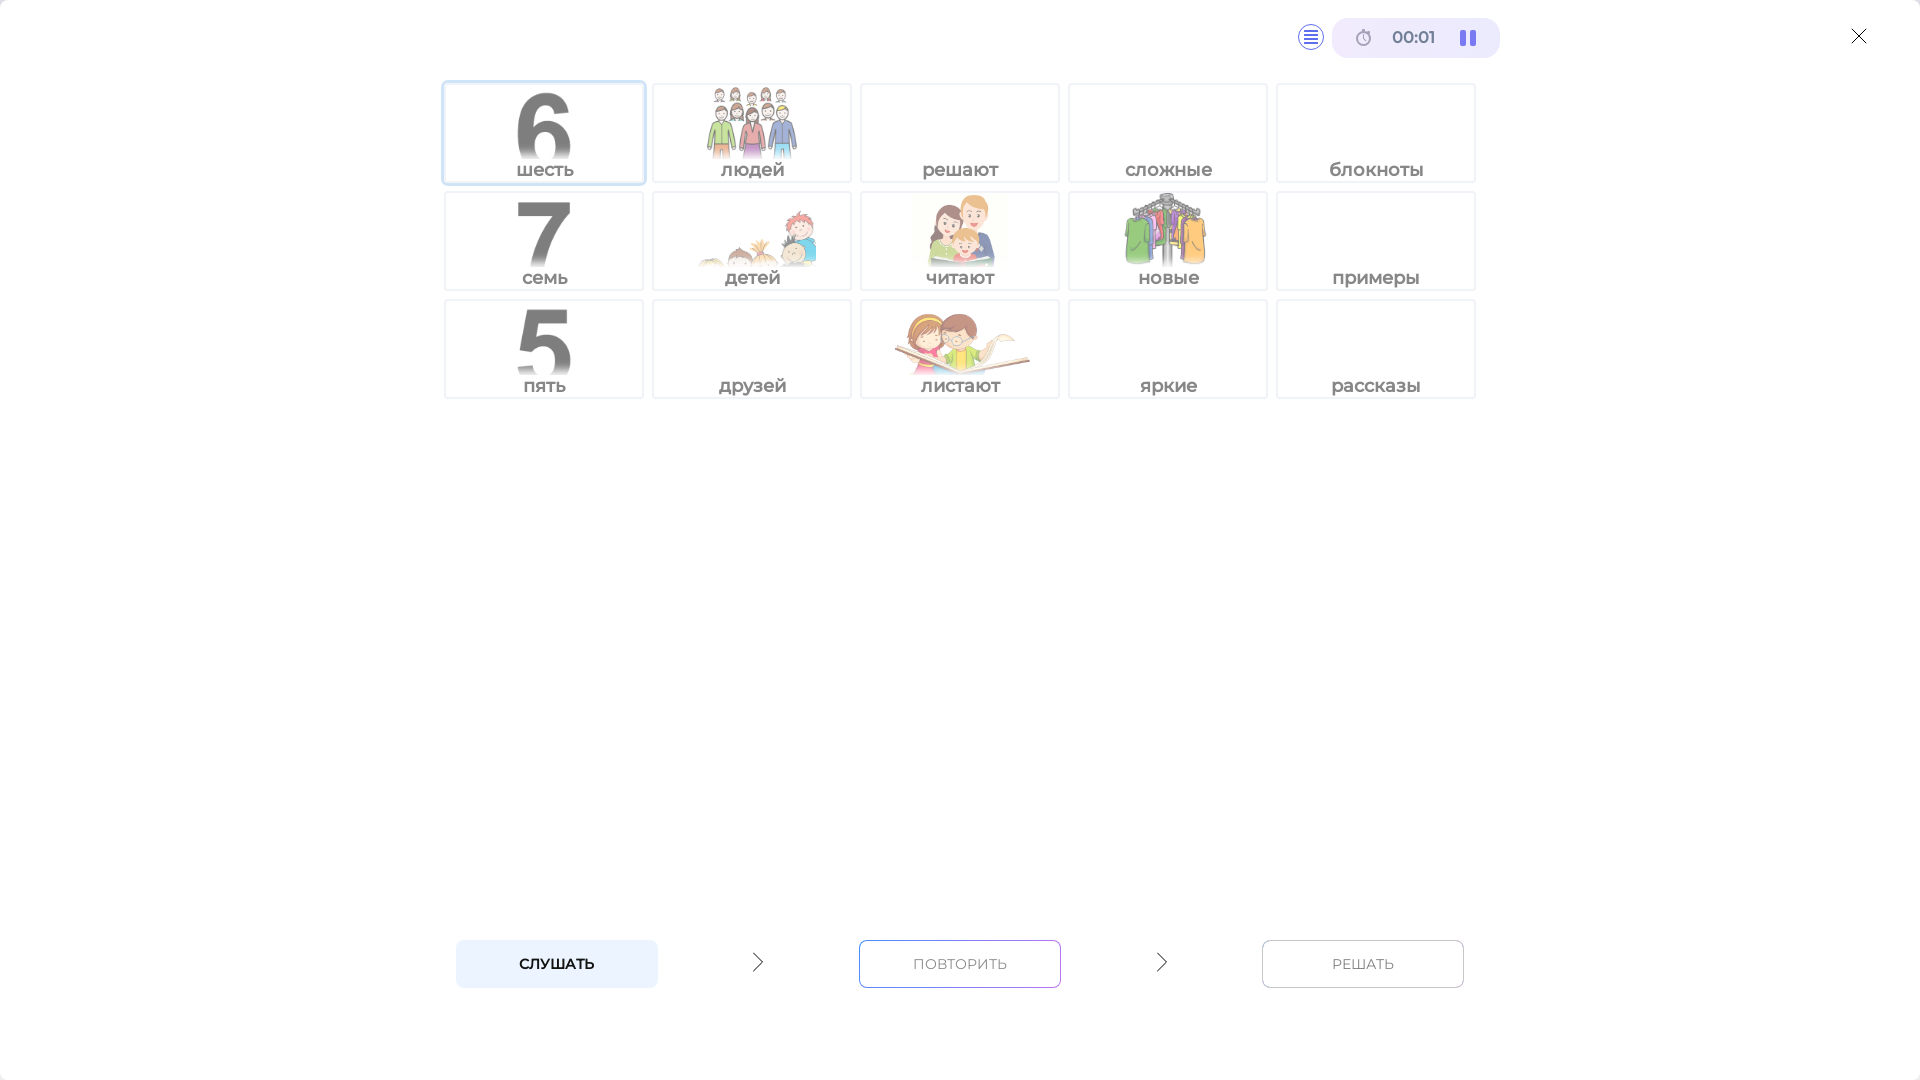 00:01
6
шесть
людей
решают
сложные
блокноты
7
семь
детей
читают
новые
примеры
5
пять
друзей
листают
яркие
рассказы
СЛУШАТЬ
ПОВТОРИТЬ
РЕШАТЬ